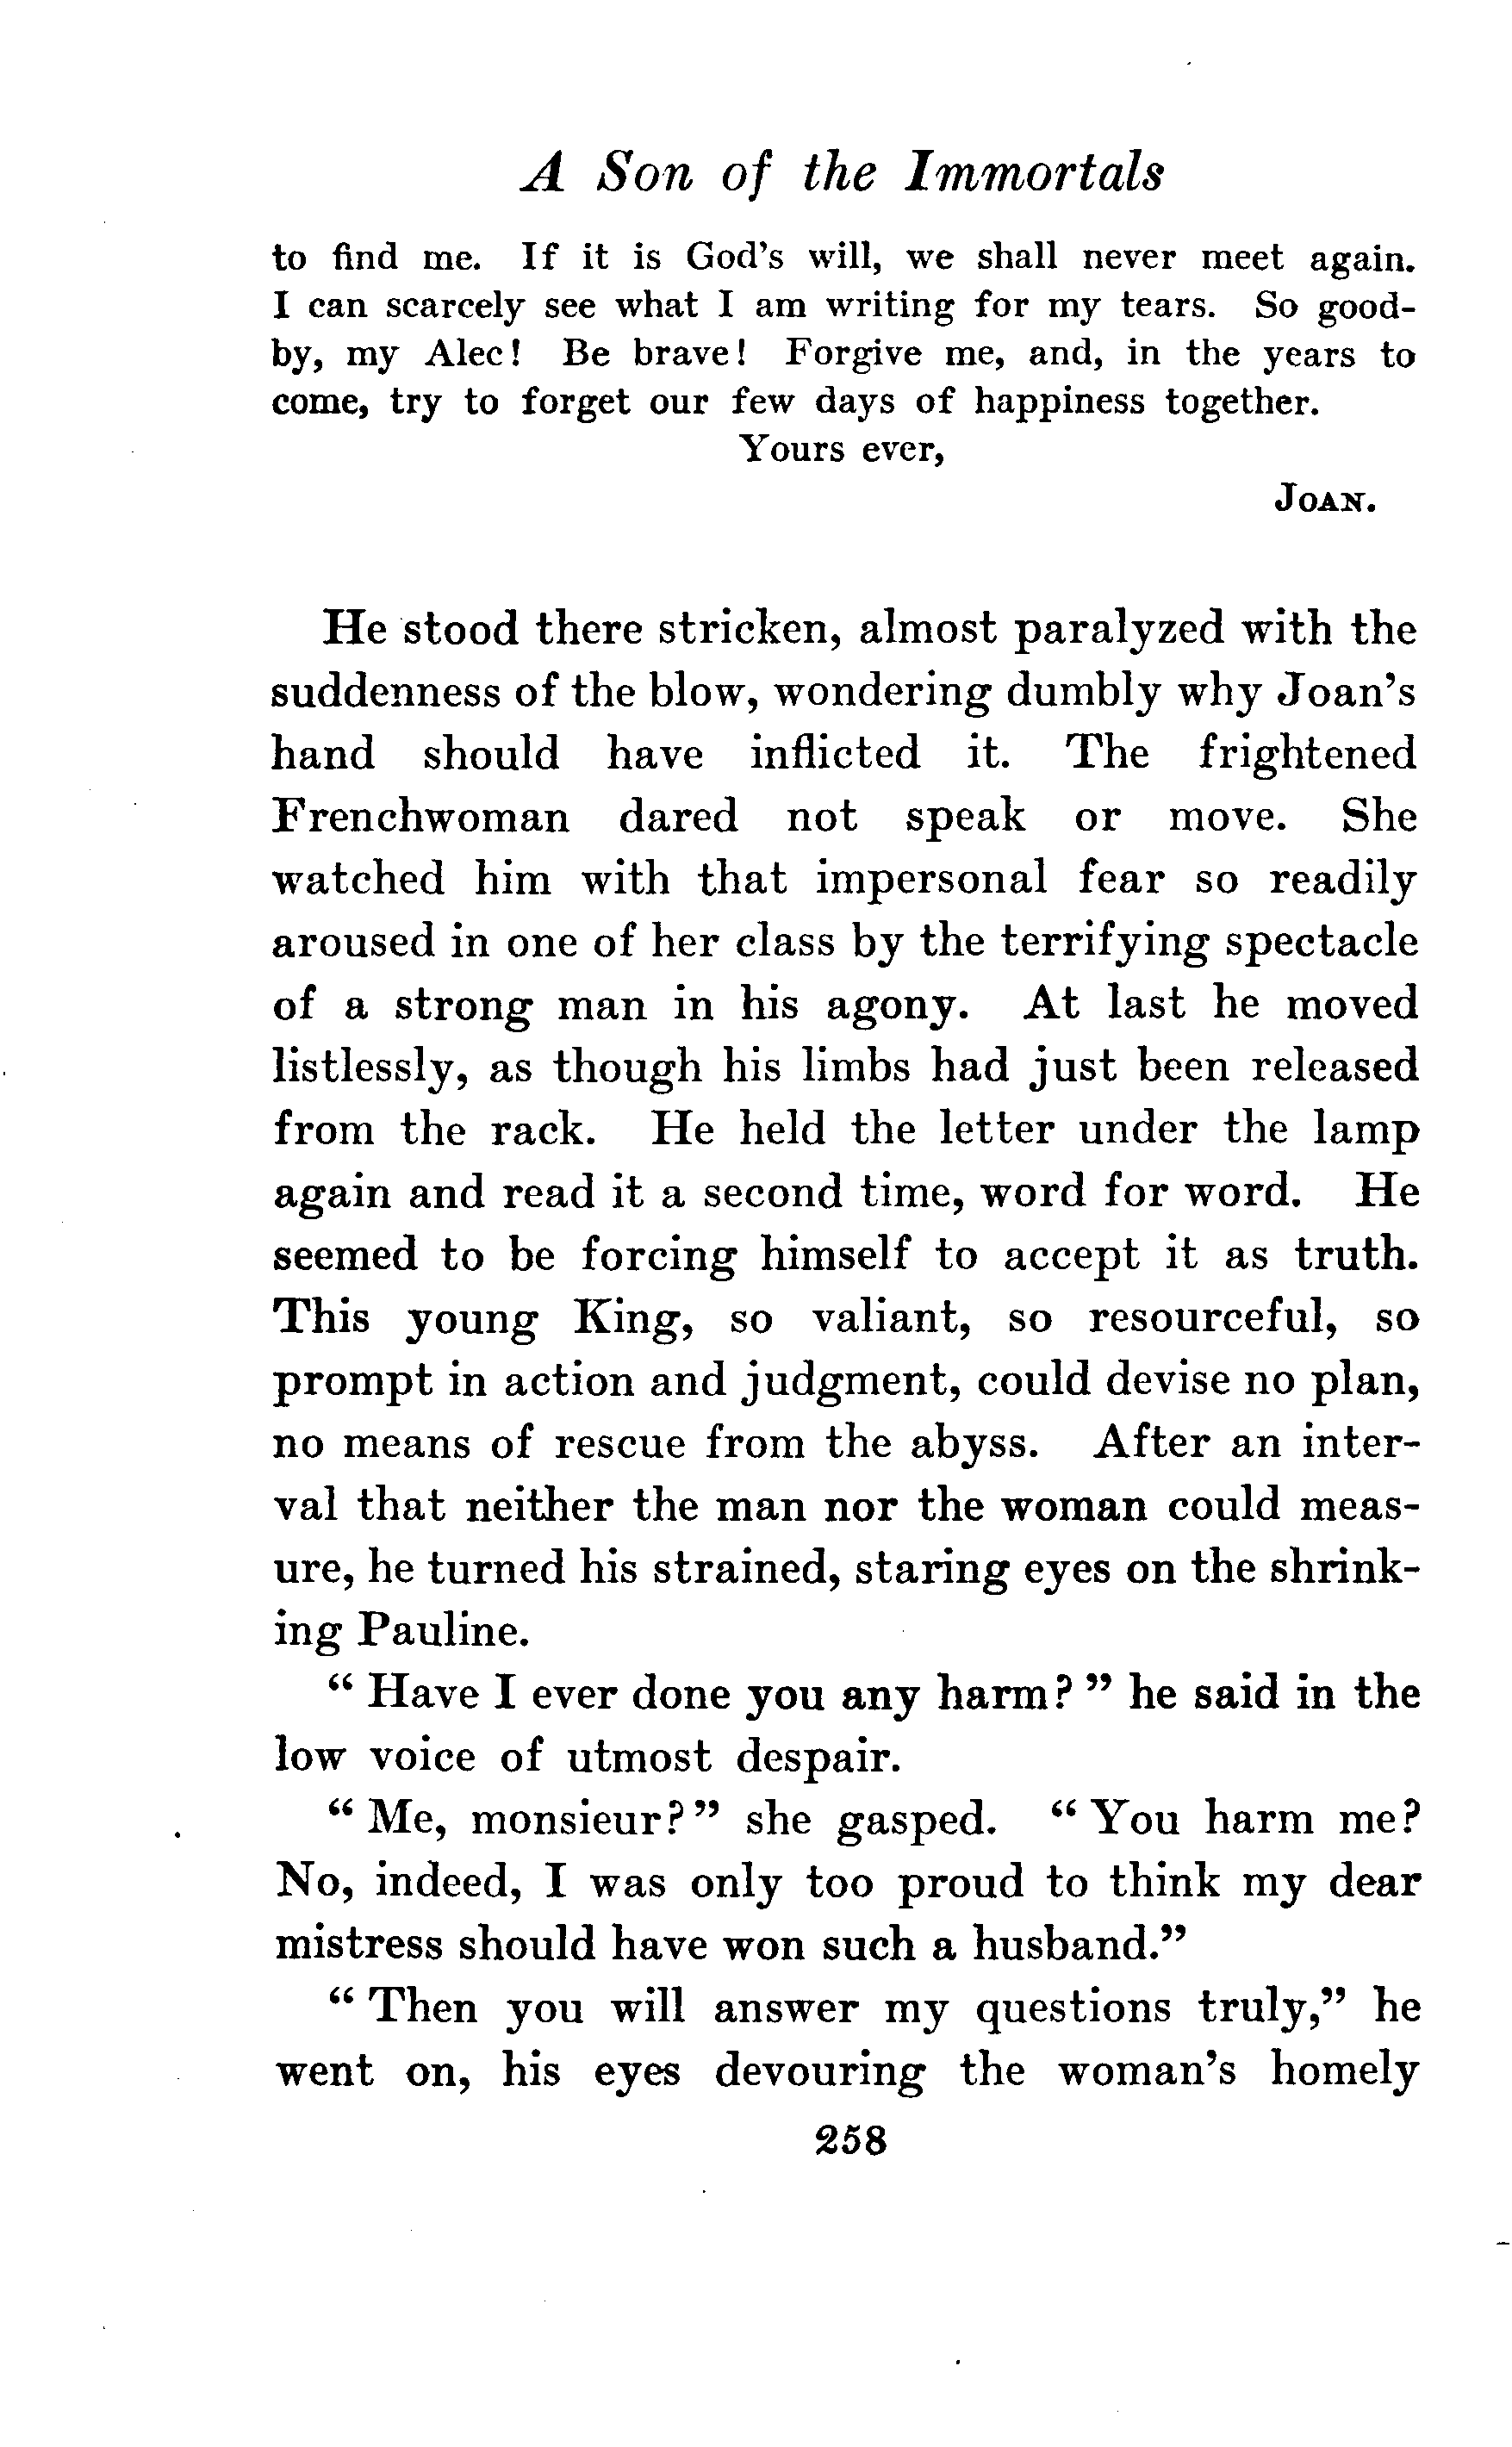 A Son of the Immortals
to find me. If it is God's will, we shall never meet again.
I can scarcely see what I am writing for my tears. So good-
by, my Alec! Be brave! Forgive me, and, in the years to
come, try to forget our few days of happiness together.
Yours ever,
JOAN.
He stood there stricken, almost paralyzed with the
suddenness of the blow, wondering dumbly why Joan's
hand should have inflicted it. The frightened
Frenchwoman dared not speak or move. She
watched him with that impersonal fear so readily
aroused in one of her class by the terrifying spectacle
of a strong man in his agony. At last he moved
listlessly, as though his limbs had just been released
from the rack. He held the letter under the lamp
again and read it a second time, word for word. He
seemed to be forcing himself to accept it as truth.
This young King, so valiant, so resourceful, so
prompt in action and judgment, could devise no plan,
no means of rescue from the abyss. After an inter-
val that neither the man nor the woman could meas-
ure, he turned his strained, staring eyes on the shrink-
ing Pauline.
" Have I ever done you any harm? " he said in the
low voice of utmost despair.
" Me, monsieur? " she gasped. " You harm me?
No, indeed, I was only too proud to think my dear
mistress should have won such a husband."
" Then you will answer my questions truly," he
went on, his eyes devouring the woman's homely
258